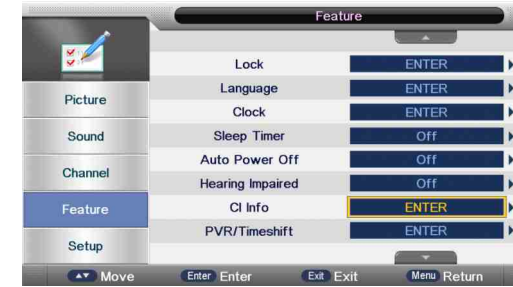 Feature
Lock ENTER
Language ENTER
Picture
Clock ENTER
Sound
Sleep Timer Off
Auto Power Off Off
Channel
Hearing Impaired Off
Feature
CI Info ENTER
PVR/Timeshift ENTER
Setup
Move Enter Enter Exit Exit Menu Return